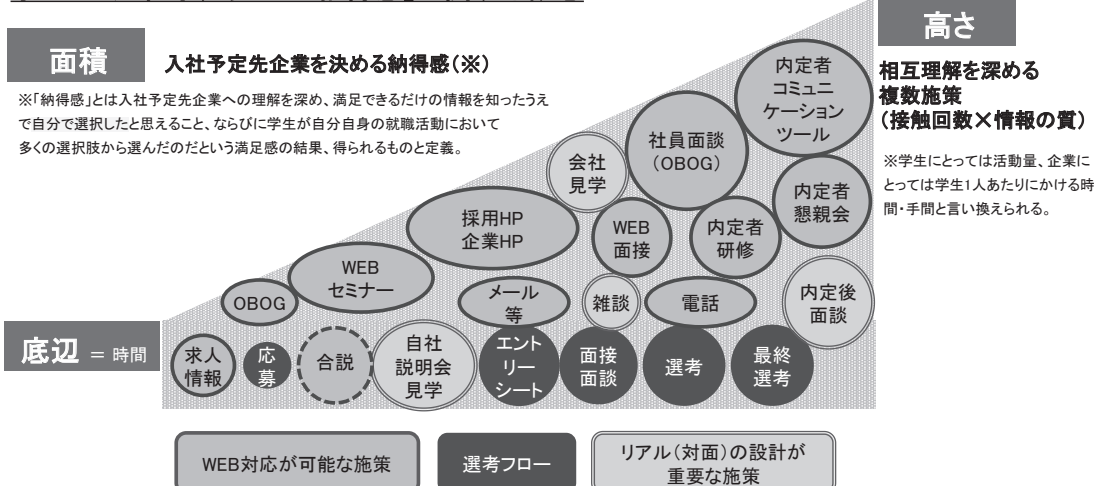 面積
入社予定先企業を決める納得感(※)
※「納得感」とは入社予定先企業への理解を深め、満足できるだけの情報を知ったうえ
で自分で選択したと思えること、ならびに学生が自分自身の就職活動において
多くの選択肢から選んだのだという満足感の結果、得られるものと定義。
高さ
相互理解を深める
複数施策
(接触回数×情報の質)
※学生にとっては活動量、企業に
とっては学生1人あたりにかける時
間・手間と言い換えられる。
内定者
コミュニ
ケーション
ツール
社員面談
(OBOG)
会社
見学
内定者
懇親会
採用HP
企業HP
WEB
面接
内定者
研修
WEB
セミナー
OBOG
メール
等
雑談
電話
内定後
面談
底辺 = 時間
求人
情報
応
募
合説
自社
説明会
見学
エント
リー
シート
面接
面談
選考
最終
選考
WEB対応が可能な施策
選考フロー
リアル(対面)の設計が
重要な施策